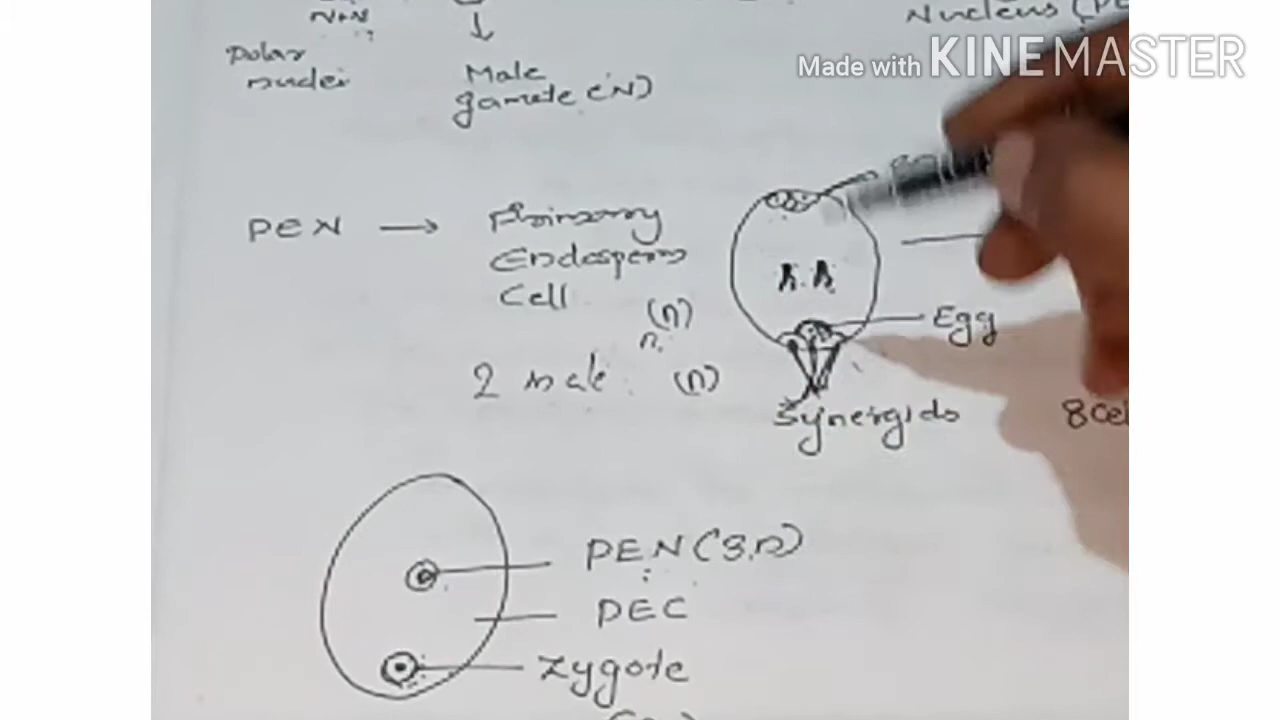 N+N
Nucleus (PE
Made with KINEMASTER
Polar
nuclei
Male
gamete (N)
PEN → Primary
Endosperm
Cell
(n)
n.
2 male (n)
Egg
Synergids
8 Cel
PEN (3n)
PEC
Zygote